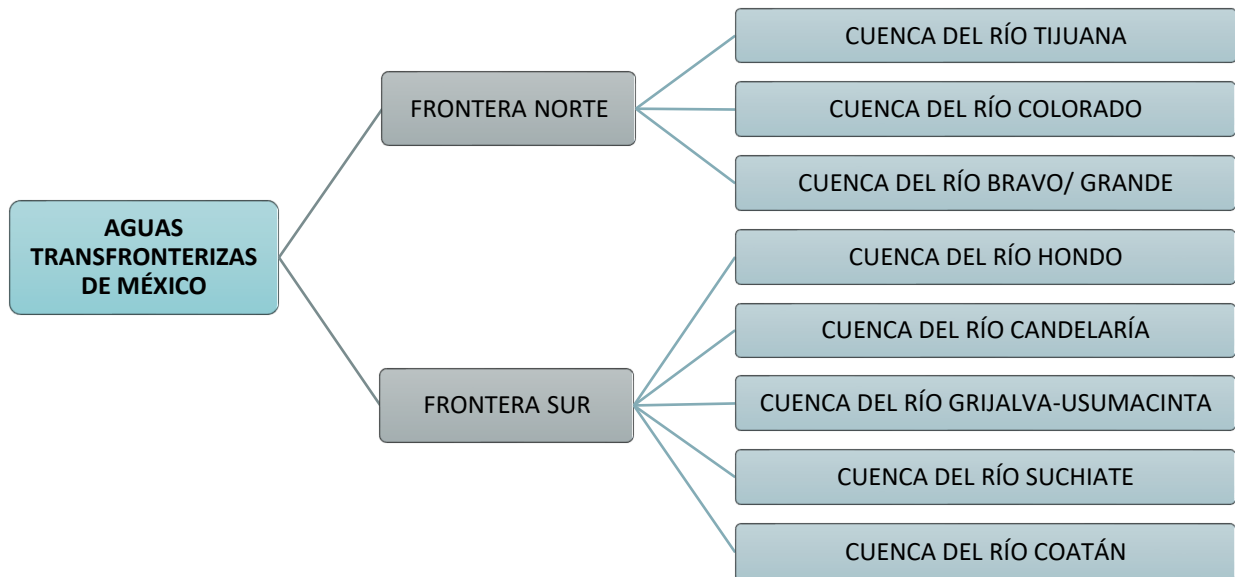 AGUAS
TRANSFRONTERIZAS
DE MÉXICO
FRONTERA NORTE
CUENCA DEL RÍO TIJUANA
CUENCA DEL RÍO COLORADO
CUENCA DEL RÍO BRAVO/ GRANDE
FRONTERA SUR
CUENCA DEL RÍO HONDO
CUENCA DEL RÍO CANDELARÍA
CUENCA DEL RÍO GRIJALVA-USUMACINTA
CUENCA DEL RÍO SUCHIATE
CUENCA DEL RÍO COATÁN